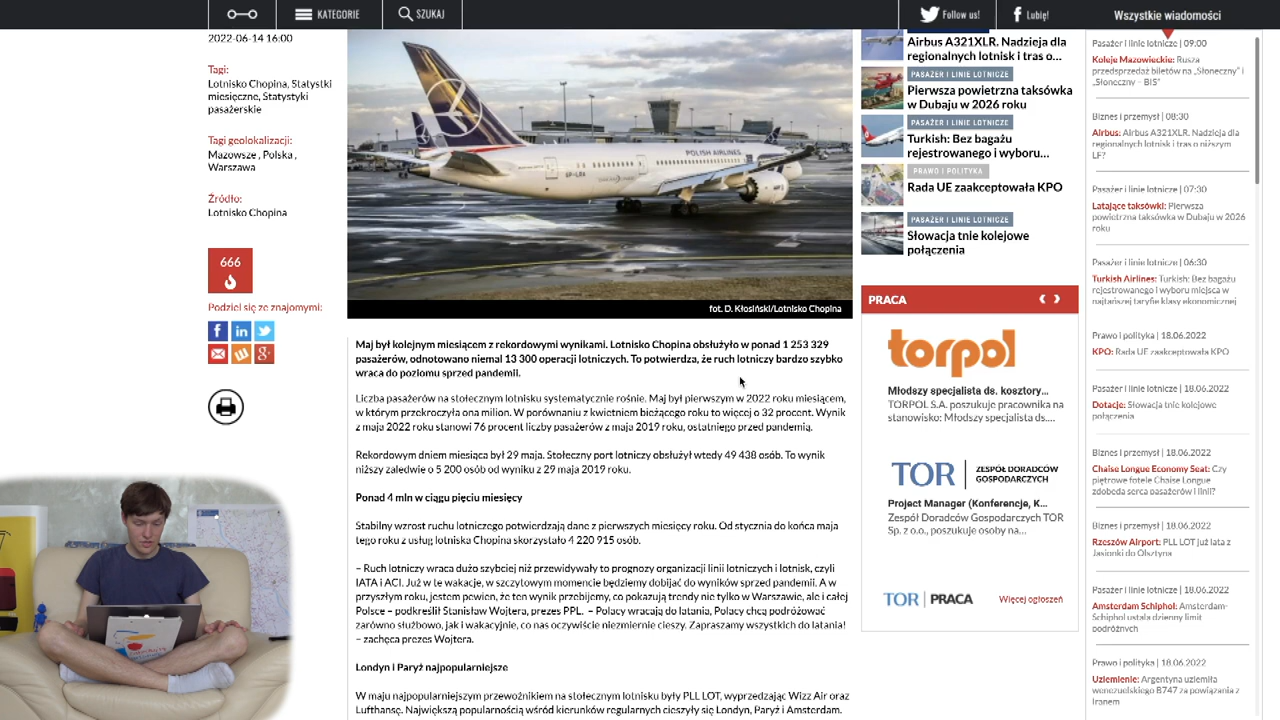 KATEGORIE
SZUKAJ
Follow us!
Lubię!
Wszystkie wiadomości
2022-06-14 16:00
Tagi:
Lotnisko Chopina, Statystki
miesięczne, Statystyki
pasażerskie
Tagi geolokalizacji:
Mazowsze , Polska ,
Warszawa
Źródło:
Lotnisko Chopina
666
Podziel się ze znajomymi:
POLISH AIRLINES
fot. D. Kłosiński/Lotnisko Chopina
Maj był kolejnym miesiącem z rekordowymi wynikami. Lotnisko Chopina obsłużyło w ponad 1 253 329
pasażerów, odnotowano niemal 13 300 operacji lotniczych. To potwierdza, że ruch lotniczy bardzo szybko
wraca do poziomu sprzed pandemii.
Liczba pasażerów na stołecznym lotnisku systematycznie rośnie. Maj był pierwszym w 2022 roku miesiącem,
w którym przekroczyła ona milion. W porównaniu z kwietniem bieżącego roku to więcej o 32 procent. Wynik
z maja 2022 roku stanowi 76 procent liczby pasażerów z maja 2019 roku, ostatniego przed pandemią.
Rekordowym dniem miesiąca był 29 maja. Stołeczny port lotniczy obsłużył wtedy 49 438 osób. To wynik
niższy zaledwie o 5 200 osób od wyniku z 29 maja 2019 roku.
Ponad 4 mln w ciągu pięciu miesięcy
Stabilny wzrost ruchu lotniczego potwierdzają dane z pierwszych miesięcy roku. Od stycznia do końca maja
tego roku z usług lotniska Chopina skorzystało 4 220 915 osób.
– Ruch lotniczy wraca dużo szybciej niż przewidywały to prognozy organizacji linii lotniczych i lotnisk, czyli
IATA i ACI. Już w te wakacje, w szczytowym momencie będziemy dobijać do wyników sprzed pandemii. A w
przyszłym roku, jestem pewien, że ten wynik przebijemy, co pokazują trendy nie tylko w Warszawie, ale i całej
Polsce – podkreślił Stanisław Wojtera, prezes PPL. – Polacy wracają do latania, Polacy chcą podróżować
zarówno służbowo, jak i wakacyjnie, co nas oczywiście niezmiernie cieszy. Zapraszamy wszystkich do latania!
– zachęca prezes Wojtera.
Londyn i Paryż najpopularniejsze
W maju najpopularniejszym przewoźnikiem na stołecznym lotnisku były PLL LOT, wyprzedzając Wizz Air oraz
Lufthansę. Największą popularnością wśród kierunków regularnych cieszyły się Londyn, Paryż i Amsterdam.
Airbus A321XLR. Nadzieja dla
regionalnych lotnisk i tras o...
PASAŻER I LINIE LOTNICZE
Pierwsza powietrzna taksówka
w Dubaju w 2026 roku
PASAŻER I LINIE LOTNICZE
Turkish: Bez bagażu
rejestrowanego i wyboru...
PRAWO I POLITYKA
Rada UE zaakceptowała KPO
PASAŻER I LINIE LOTNICZE
Słowacja tnie kolejowe
połączenia
PRACA
torpol
Młodszy specjalista ds. kosztory...
TORPOL S.A. poszukuje pracownika na
stanowisko: Młodszy specjalista ds....
TOR | ZESPÓŁ DORADCÓW
GOSPODARCZYCH
Project Manager (Konferencje, K...
Zespół Doradców Gospodarczych TOR
Sp. z o.o., poszukuje osoby na...
TOR | PRACA
Więcej ogłoszeń
Pasażer i linie lotnicze | 09:00
Koleje Mazowieckie: Rusza
przedsprzedaż biletów na „Słoneczny” i
„Słoneczny – BIS”
Biznes i przemysł | 08:30
Airbus: Airbus A321XLR. Nadzieja dla
regionalnych lotnisk i tras o niższym
LF?
Pasażer i linie lotnicze | 07:30
Latające taksówki: Pierwsza
powietrzna taksówka w Dubaju w 2026
roku
Pasażer i linie lotnicze | 06:30
Turkish Airlines: Turkish: Bez bagażu
rejestrowanego i wyboru miejsca w
najtańszej taryfie klasy ekonomicznej
Prawo i polityka | 18.06.2022
KPO: Rada UE zaakceptowała KPO
Pasażer i linie lotnicze | 18.06.2022
Dotacje: Słowacja tnie kolejowe
połączenia
Pasażer i linie lotnicze | 18.06.2022
Chaise Longue Economy Seat: Czy
piętrowe fotele Chaise Longue
zdobędą serca pasażerów i linii?
Biznes i przemysł | 18.06.2022
Rzeszów Airport: PLL LOT już lata z
Jasionki do Olsztyna
Pasażer i linie lotnicze | 18.06.2022
Amsterdam Schiphol: Amsterdam-
Schiphol ustala dzienny limit
podróżnych
Prawo i polityka | 18.06.2022
Uziemienie: Argentyna uziemiła
wenezuelskiego B747 za powiązania z
Iranem